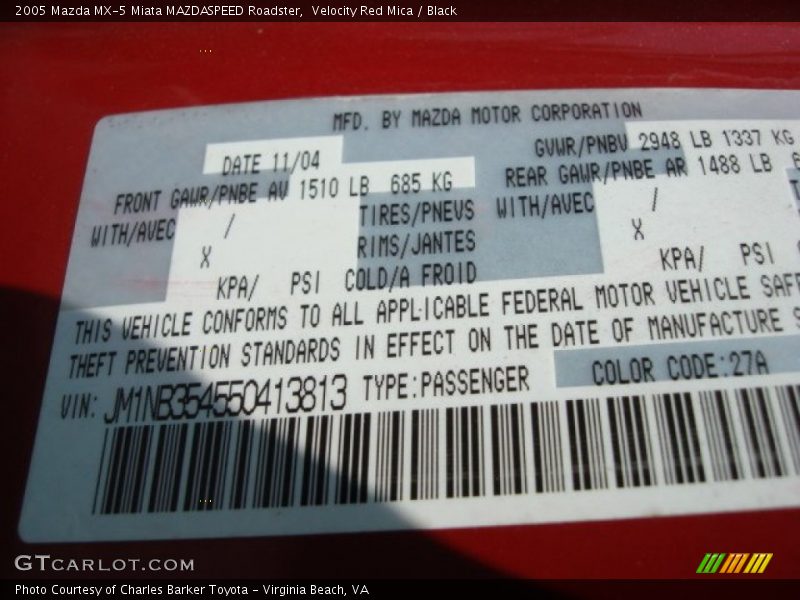 2005 Mazda MX-5 Miata MAZDASPEED Roadster,  Velocity Red Mica / Black
MFD. BY MAZDA MOTOR CORPORATION
DATE 11/04
GVWR/PNBV 2948 LB 1337 KG
FRONT GAWR/PNBE AV 1510 LB 685 KG
REAR GAWR/PNBE AR 1488 LB
WITH/AVEC / TIRES/PNEUS WITH/AVEC /
X RIMS/JANTES X
KPA/ PSI COLD/A FROID KPA/ PSI
THIS VEHICLE CONFORMS TO ALL APPLICABLE FEDERAL MOTOR VEHICLE SAFE
THEFT PREVENTION STANDARDS IN EFFECT ON THE DATE OF MANUFACTURE S
VIN: JM1NB354550413813 TYPE:PASSENGER COLOR CODE:27A
GTCARLOT.COM
Photo Courtesy of Charles Barker Toyota - Virginia Beach, VA